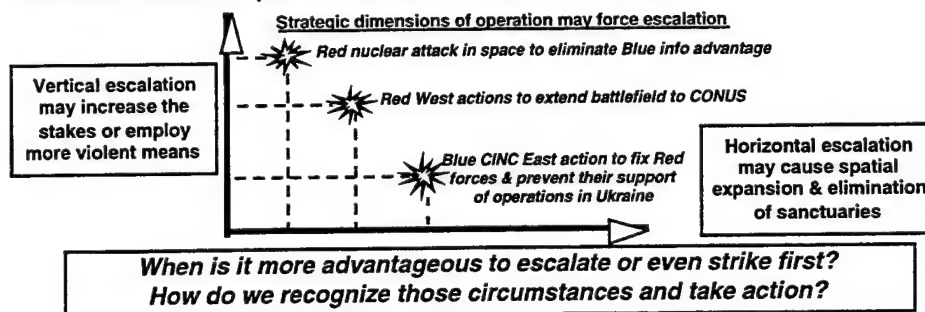 Strategic dimensions of operation may force escalation
Red nuclear attack in space to eliminate Blue info advantage
Vertical escalation
may increase the
stakes or employ
more violent means
Red West actions to extend battlefield to CONUS
Blue CINC East action to fix Red
forces & prevent their support
of operations in Ukraine
Horizontal escalation
may cause spatial
expansion & elimination
of sanctuaries
When is it more advantageous to escalate or even strike first?
How do we recognize those circumstances and take action?